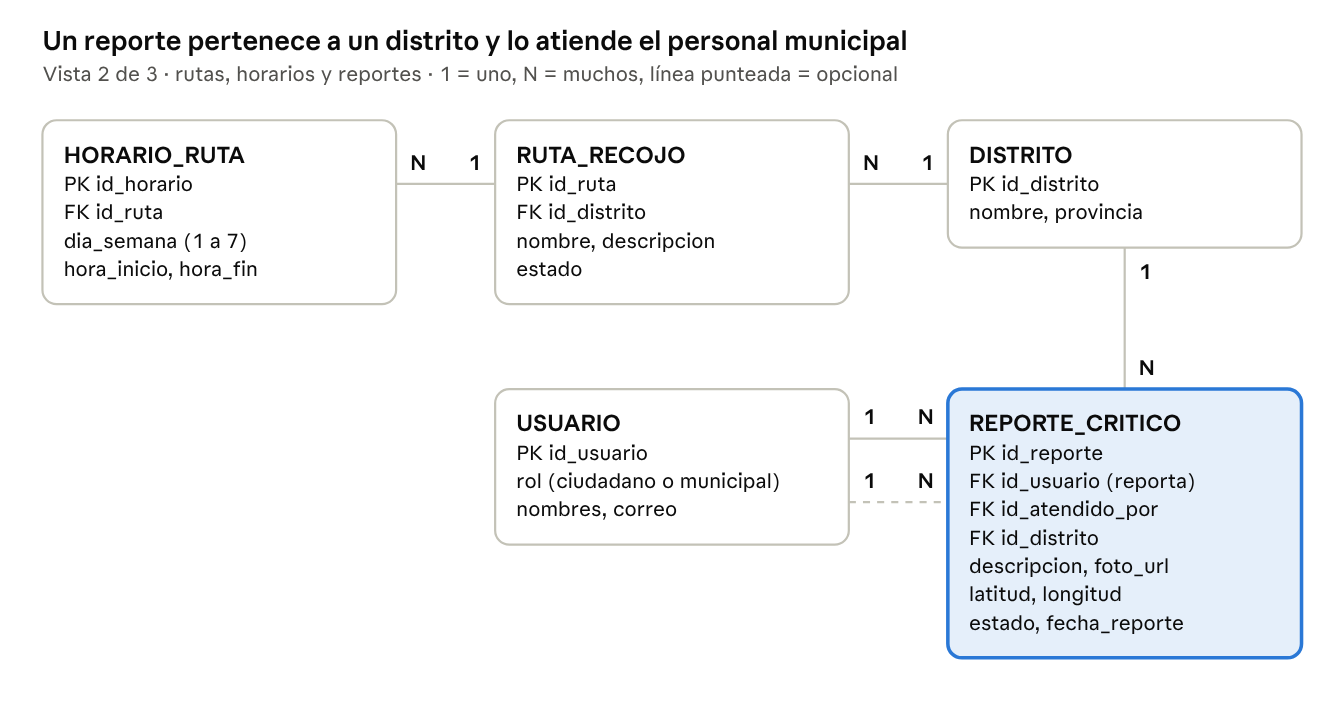 Un reporte pertenece a un distrito y lo atiende el personal municipal
Vista 2 de 3 · rutas, horarios y reportes · 1 = uno, N = muchos, línea punteada = opcional
HORARIO_RUTA
PK id_horario
FK id_ruta
dia_semana (1 a 7)
hora_inicio, hora_fin
N 1
RUTA_RECOJO
PK id_ruta
FK id_distrito
nombre, descripcion
estado
N 1
DISTRITO
PK id_distrito
nombre, provincia
1
N
USUARIO
PK id_usuario
rol (ciudadano o municipal)
nombres, correo
1 N
1 N
REPORTE_CRITICO
PK id_reporte
FK id_usuario (reporta)
FK id_atendido_por
FK id_distrito
descripcion, foto_url
latitud, longitud
estado, fecha_reporte